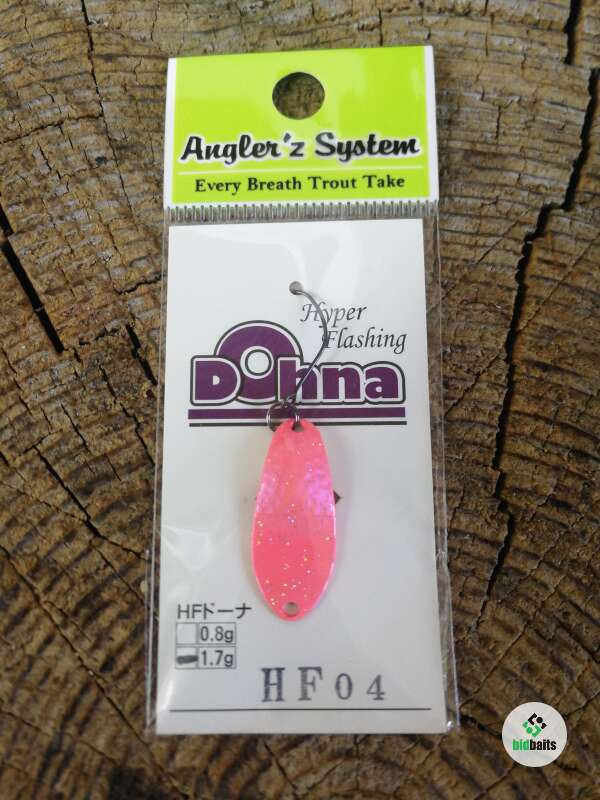 Angler'z System
Every Breath Trout Take
Hyper
Flashing
Dohna
HFドーナ
0.8g
1.7g
HF04
bidbaits